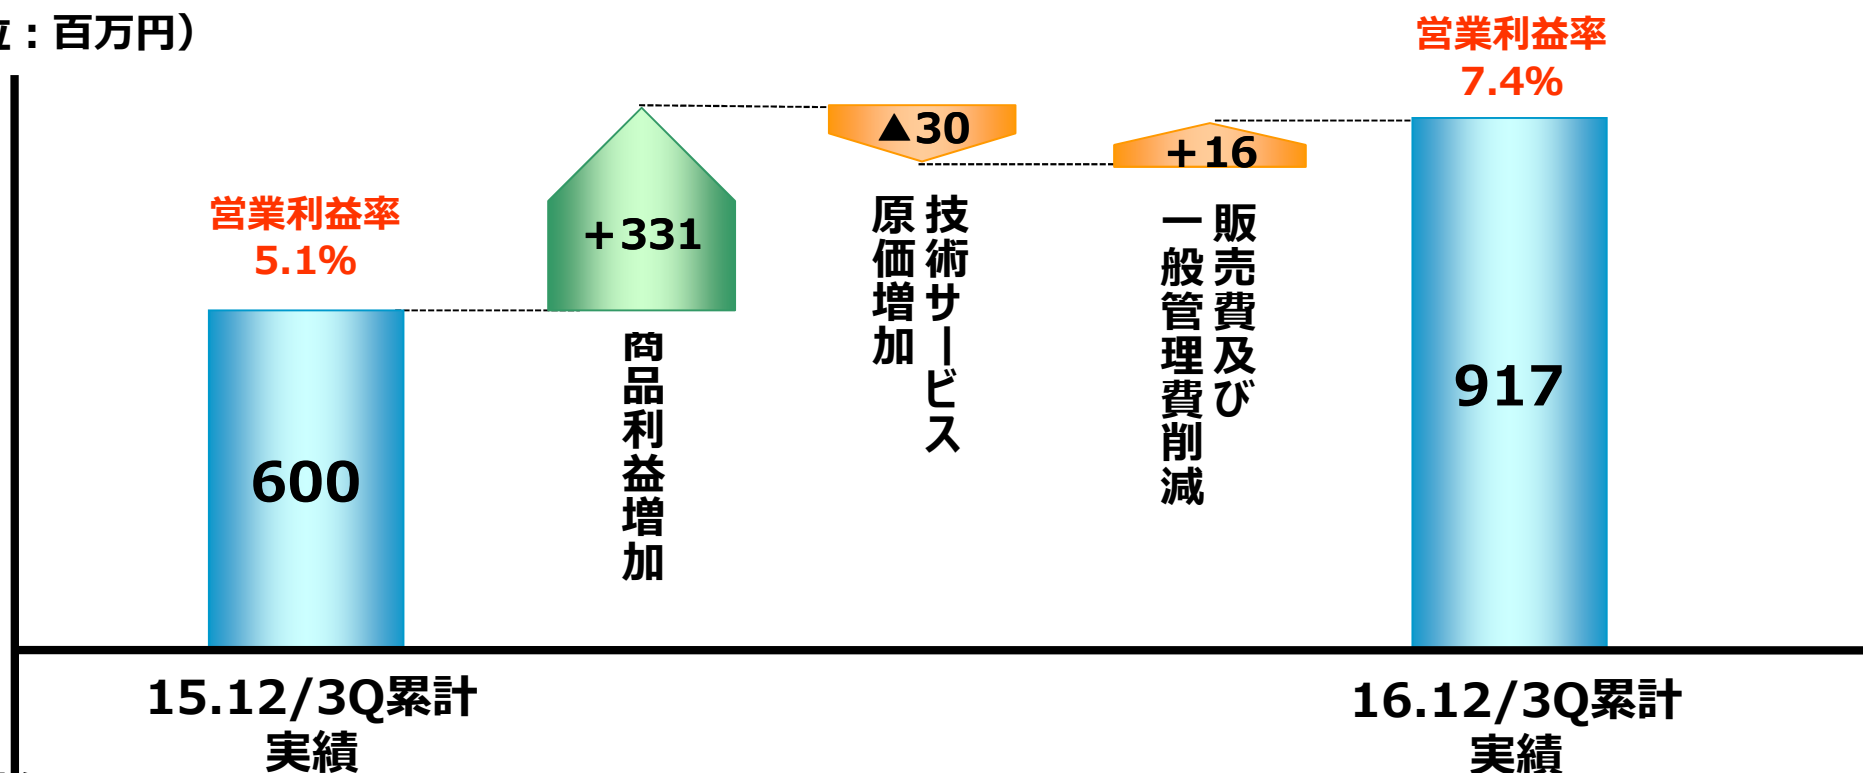 位：百万円）
営業利益率
5.1%
600
+331
商品利益増加
▲30
技術サービス
原価増加
+16
販売費及び
一般管理費削減
営業利益率
7.4%
917
15.12/3Q累計
実績
16.12/3Q累計
実績